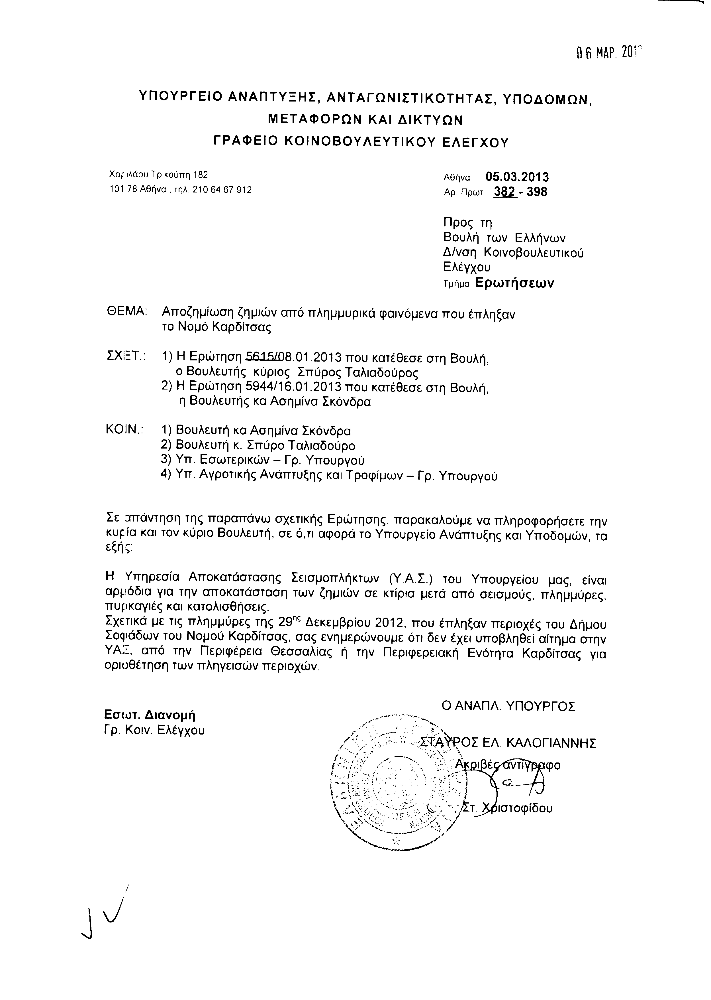 06 ΜΑΡ. 201
ΥΠΟΥΡΓΕΙΟ ΑΝΑΠΤΥΞΗΣ, ΑΝΤΑΓΩΝΙΣΤΙΚΟΤΗΤΑΣ, ΥΠΟΔΟΜΩΝ,
ΜΕΤΑΦΟΡΩΝ ΚΑΙ ΔΙΚΤΥΩΝ
ΓΡΑΦΕΙΟ ΚΟΙΝΟΒΟΥΛΕΥΤΙΚΟΥ ΕΛΕΓΧΟΥ
Χαριλάου Τρικούπη 182
101 78 Αθήνα , τηλ. 210 64 67 912
Αθήνα 05.03.2013
Αρ. Πρωτ 382 - 398
Προς τη
Βουλή των Ελλήνων
Δ/νση Κοινοβουλευτικού
Ελέγχου
Τμήμα Ερωτήσεων
ΘΕΜΑ: Αποζημίωση ζημιών από πλημμυρικά φαινόμενα που έπληξαν
το Νομό Καρδίτσας
ΣΧΕΤ.: 1) Η Ερώτηση 5615/08.01.2013 που κατέθεσε στη Βουλή,
ο Βουλευτής κύριος Σπύρος Ταλιαδούρος
2) Η Ερώτηση 5944/16.01.2013 που κατέθεσε στη Βουλή,
η Βουλευτής κα Ασημίνα Σκόνδρα
ΚΟΙΝ.: 1) Βουλευτή κα Ασημίνα Σκόνδρα
2) Βουλευτή κ. Σπύρο Ταλιαδούρο
3) Υπ. Εσωτερικών – Γρ. Υπουργού
4) Υπ. Αγροτικής Ανάπτυξης και Τροφίμων – Γρ. Υπουργού
Σε απάντηση της παραπάνω σχετικής Ερώτησης, παρακαλούμε να πληροφορήσετε την
κυρία και τον κύριο Βουλευτή, σε ό,τι αφορά το Υπουργείο Ανάπτυξης και Υποδομών, τα
εξής:
Η Υπηρεσία Αποκατάστασης Σεισμοπλήκτων (Υ.Α.Σ.) του Υπουργείου μας, είναι
αρμόδια για την αποκατάσταση των ζημιών σε κτίρια μετά από σεισμούς, πλημμύρες,
πυρκαγιές και κατολισθήσεις.
Σχετικά με τις πλημμύρες της 29ης Δεκεμβρίου 2012, που έπληξαν περιοχές του Δήμου
Σοφάδων του Νομού Καρδίτσας, σας ενημερώνουμε ότι δεν έχει υποβληθεί αίτημα στην
ΥΑΣ, από την Περιφέρεια Θεσσαλίας ή την Περιφερειακή Ενότητα Καρδίτσας για
οριοθέτηση των πληγεισών περιοχών.
Ο ΑΝΑΠΛ. ΥΠΟΥΡΓΟΣ
Εσωτ. Διανομή
Γρ. Κοιν. Ελέγχου
ΣΤΑΥΡΟΣ ΕΛ. ΚΑΛΟΓΙΑΝΝΗΣ
Ακριβές αντίγραφο
Στ. Χριστοφίδου